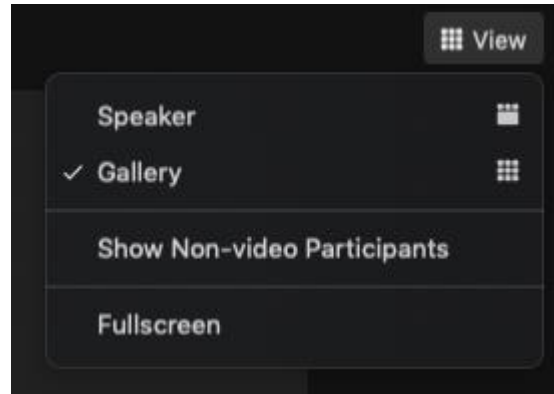 View
Speaker
Gallery
Show Non-video Participants
Fullscreen